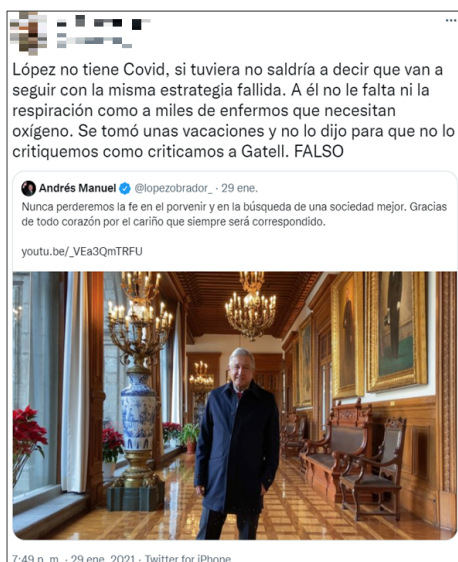 López no tiene Covid, si tuviera no saldría a decir que van a
seguir con la misma estrategia fallida. A él no le falta ni la
respiración como a miles de enfermos que necesitan
oxígeno. Se tomó unas vacaciones y no lo dijo para que no lo
critiquemos como criticamos a Gatell. FALSO
Andrés Manuel @lopezobrador_ · 29 ene.
Nunca perderemos la fe en el porvenir y en la búsqueda de una sociedad mejor. Gracias
de todo corazón por el cariño que siempre será correspondido.
youtu.be/_VEa3QmTRFU
7:49 p. m. · 29 ene. 2021 · Twitter for iPhone